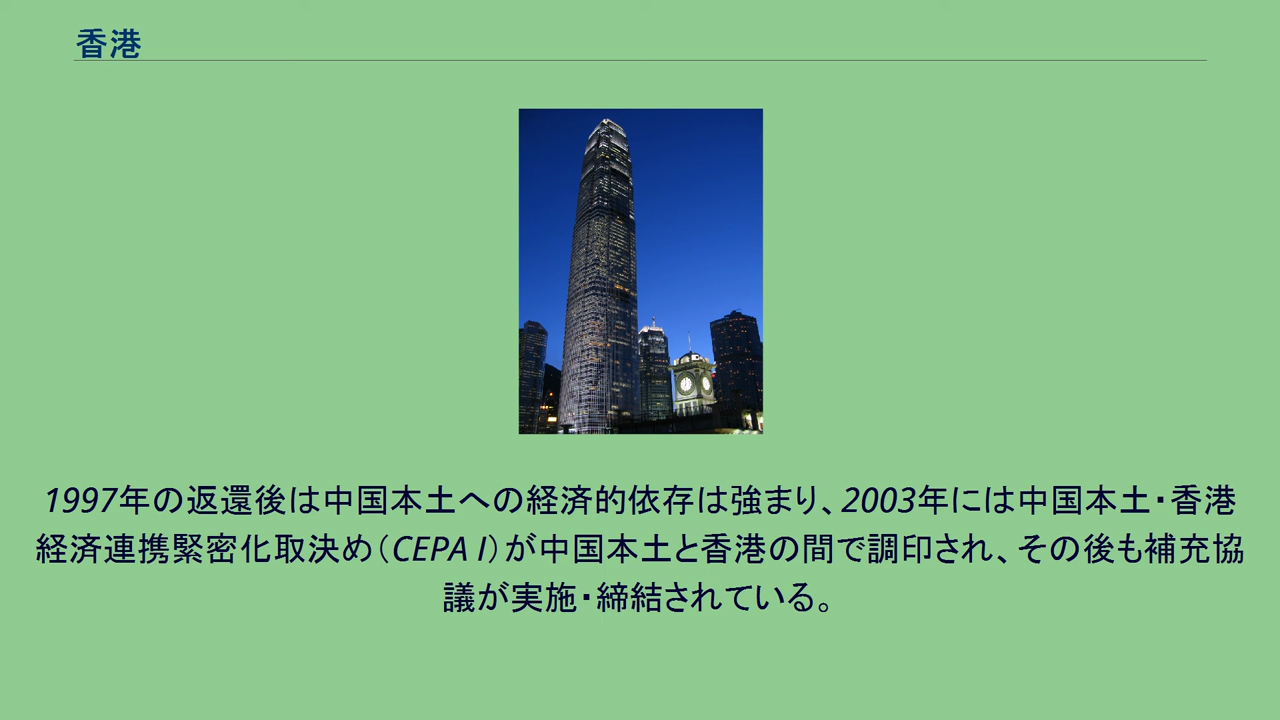 香港
1997年の返還後は中国本土への経済的依存は強まり、2003年には中国本土・香港
経済連携緊密化取決め（CEPA I）が中国本土と香港の間で調印され、その後も補充協
議が実施・締結されている。